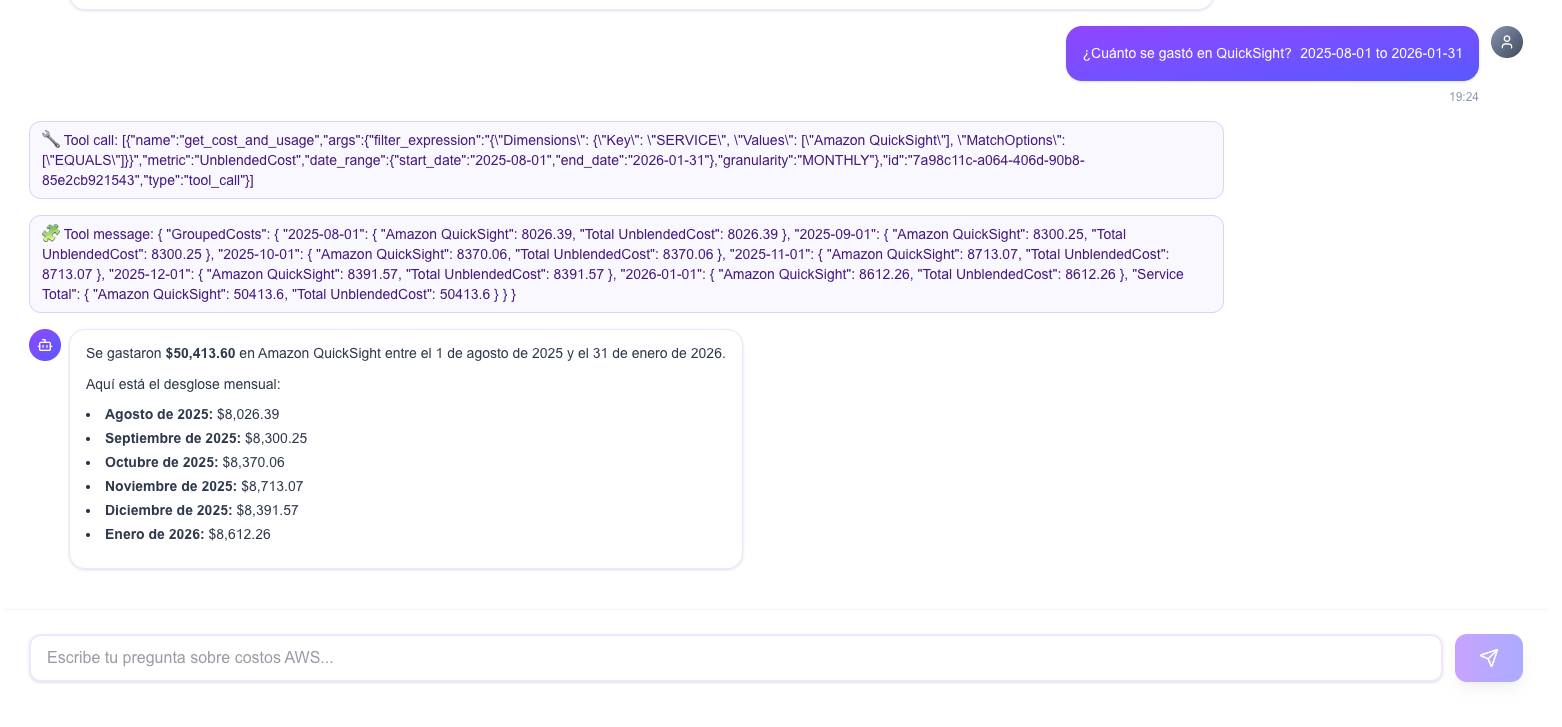 ¿Cuánto se gastó en QuickSight?  2025-08-01 to 2026-01-31
19:24
🔧 Tool call: [{"name":"get_cost_and_usage","args":{"filter_expression":"{\"Dimensions\": {\"Key\": \"SERVICE\", \"Values\": [\"Amazon QuickSight\"], \"MatchOptions\":
[\"EQUALS\"]}}","metric":"UnblendedCost","date_range":{"start_date":"2025-08-01","end_date":"2026-01-31"},"granularity":"MONTHLY"},"id":"7a98c11c-a064-406d-90b8-
85e2cb921543","type":"tool_call"}]
🧩 Tool message: { "GroupedCosts": { "2025-08-01": { "Amazon QuickSight": 8026.39, "Total UnblendedCost": 8026.39 }, "2025-09-01": { "Amazon QuickSight": 8300.25, "Total
UnblendedCost": 8300.25 }, "2025-10-01": { "Amazon QuickSight": 8370.06, "Total UnblendedCost": 8370.06 }, "2025-11-01": { "Amazon QuickSight": 8713.07, "Total UnblendedCost":
8713.07 }, "2025-12-01": { "Amazon QuickSight": 8391.57, "Total UnblendedCost": 8391.57 }, "2026-01-01": { "Amazon QuickSight": 8612.26, "Total UnblendedCost": 8612.26 }, "Service
Total": { "Amazon QuickSight": 50413.6, "Total UnblendedCost": 50413.6 } } }
Se gastaron $50,413.60 en Amazon QuickSight entre el 1 de agosto de 2025 y el 31 de enero de 2026.
Aquí está el desglose mensual:
• Agosto de 2025: $8,026.39
• Septiembre de 2025: $8,300.25
• Octubre de 2025: $8,370.06
• Noviembre de 2025: $8,713.07
• Diciembre de 2025: $8,391.57
• Enero de 2026: $8,612.26
Escribe tu pregunta sobre costos AWS...